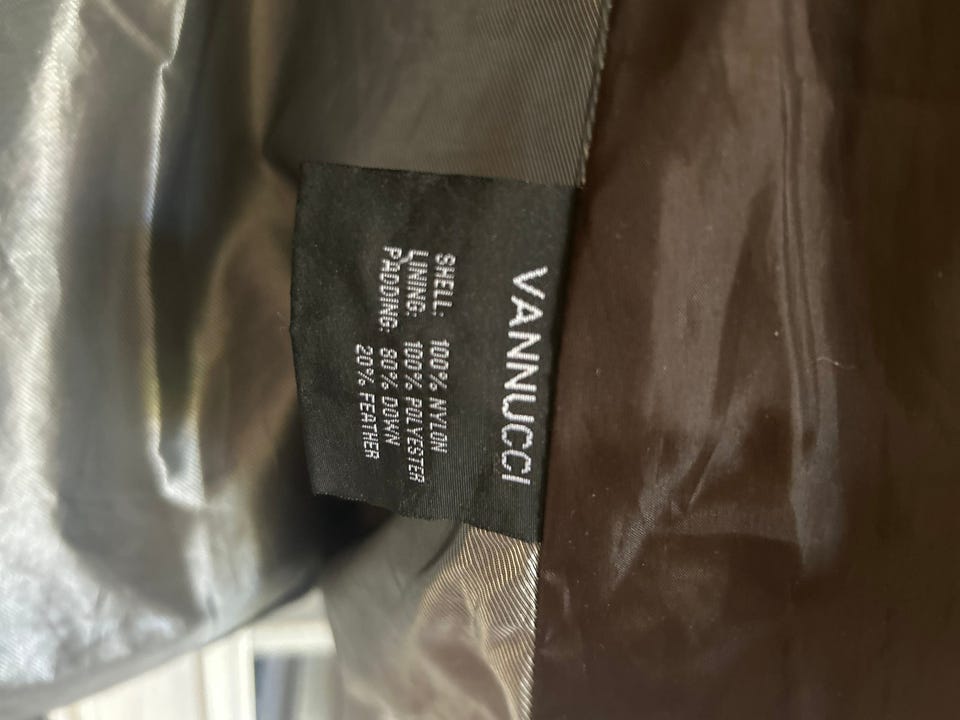 VANNUCCI
SHELL: 100% NYLON
LINING: 100% POLYESTER
PADDING: 80% DOWN
20% FEATHER